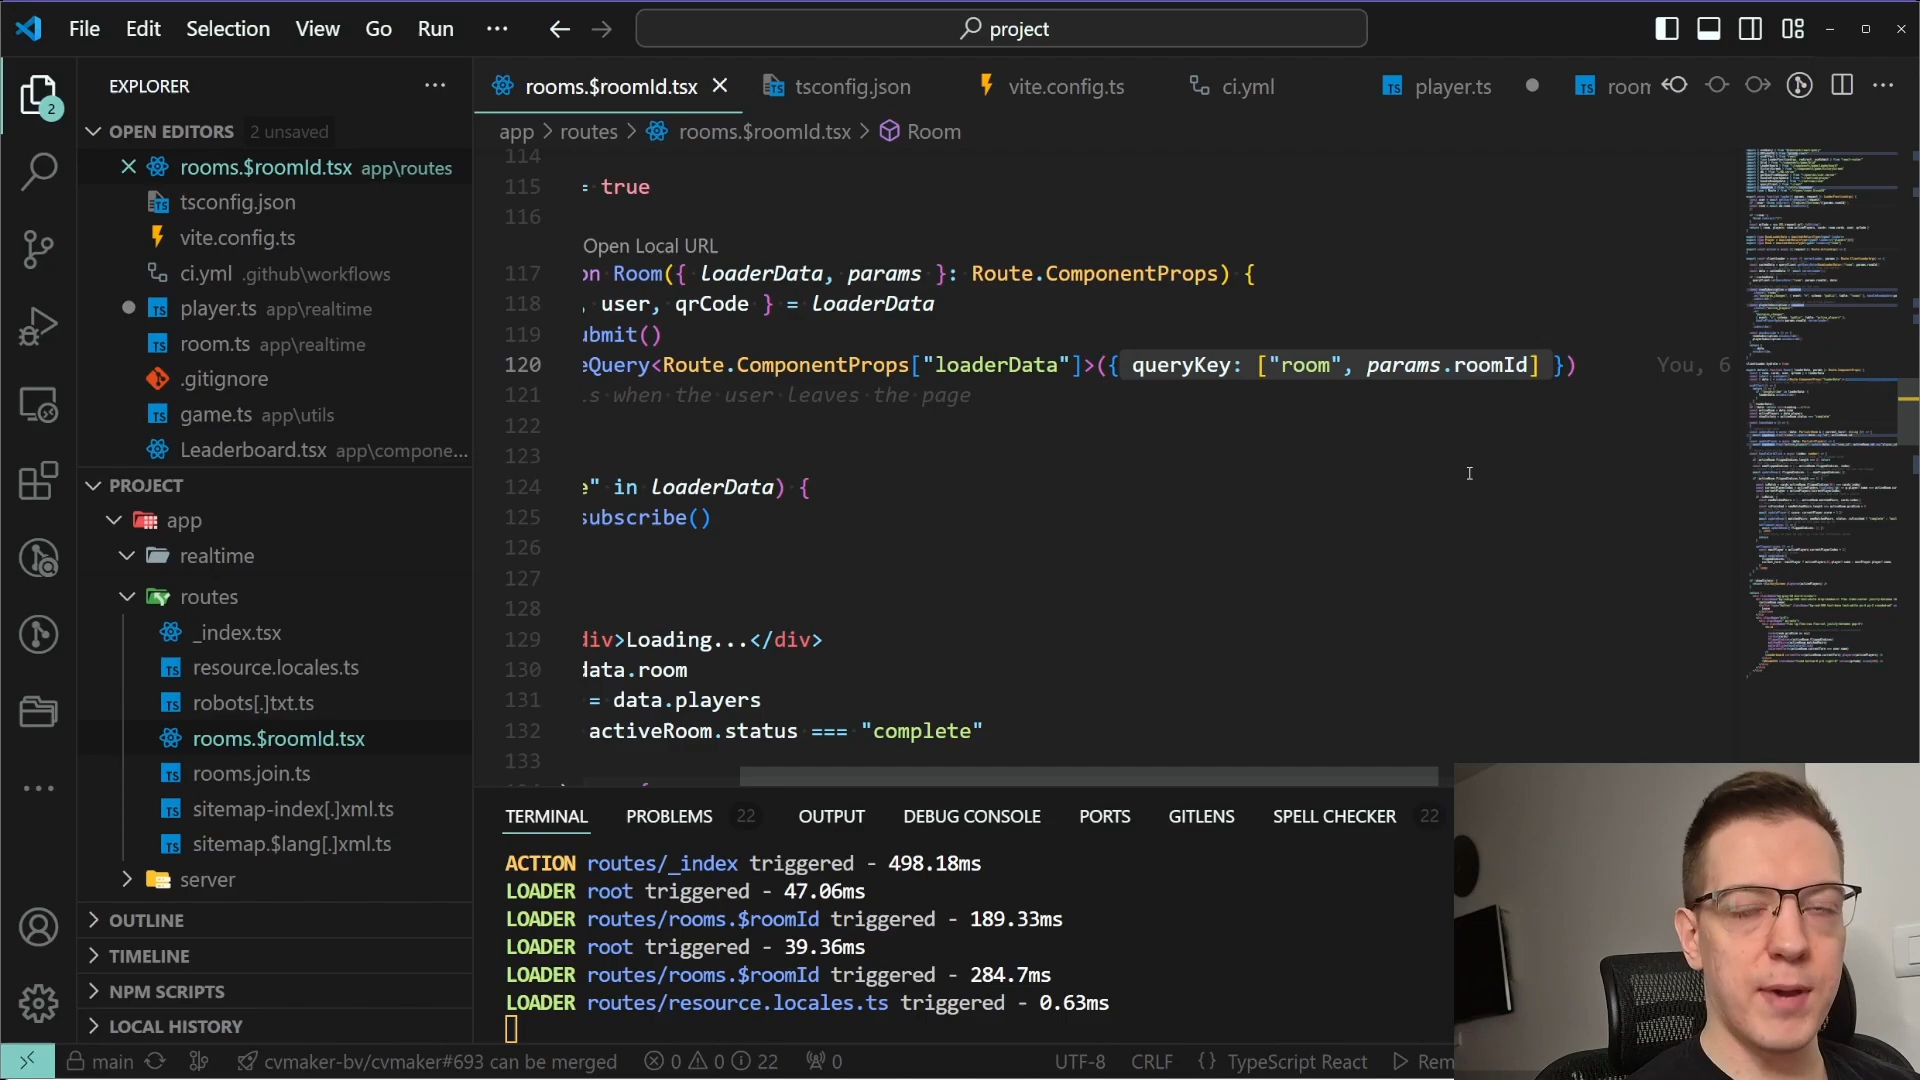 File Edit Selection View Go Run ··· project
EXPLORER ···
OPEN EDITORS 2 unsaved
rooms.$roomId.tsx app\routes
tsconfig.json
vite.config.ts
ci.yml .github\workflows
player.ts app\realtime
room.ts app\realtime
.gitignore
game.ts app\utils
Leaderboard.tsx app\compone...
PROJECT
app
realtime
routes
_index.tsx
resource.locales.ts
robots[.]txt.ts
rooms.$roomId.tsx
rooms.join.ts
sitemap-index[.]xml.ts
sitemap.$lang[.]xml.ts
server
OUTLINE
TIMELINE
NPM SCRIPTS
LOCAL HISTORY
2
rooms.$roomId.tsx tsconfig.json vite.config.ts ci.yml player.ts room
app > routes > rooms.$roomId.tsx > Room
114
115 = true
116
Open Local URL
117 on Room({ loaderData, params }: Route.ComponentProps) {
118 , user, qrCode } = loaderData
119 ubmit()
120 eQuery<Route.ComponentProps["loaderData"]>({ queryKey: ["room", params.roomId] }) You, 6
121 s when the user leaves the page
122
123
124 e" in loaderData) {
125 subscribe()
126
127
128
129 div>Loading...</div>
130 data.room
131 = data.players
132 activeRoom.status === "complete"
133
TERMINAL PROBLEMS 22 OUTPUT DEBUG CONSOLE PORTS GITLENS SPELL CHECKER 22
ACTION routes/_index triggered - 498.18ms
LOADER root triggered - 47.06ms
LOADER routes/rooms.$roomId triggered - 189.33ms
LOADER root triggered - 39.36ms
LOADER routes/rooms.$roomId triggered - 284.7ms
LOADER routes/resource.locales.ts triggered - 0.63ms
main cvmaker-bv/cvmaker#693 can be merged 0 0 22 0 UTF-8 CRLF {} TypeScript React Rem